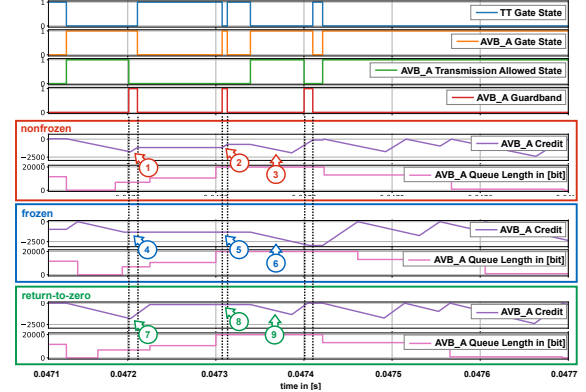 1
TT Gate State
0
1
AVB_A Gate State
0
1
AVB_A Transmission Allowed State
0
1
AVB_A Guardband
0
nonfrozen
0
AVB_A Credit
−2500
1 2 3
20000
AVB_A Queue Length in [bit]
0
frozen
0
AVB_A Credit
−2500
4 5 6
20000
AVB_A Queue Length in [bit]
0
return-to-zero
0
AVB_A Credit
−2500
7 8 9
20000
AVB_A Queue Length in [bit]
0
0.0471 0.0472 0.0473 0.0474 0.0475 0.0476 0.0477
time in [s]